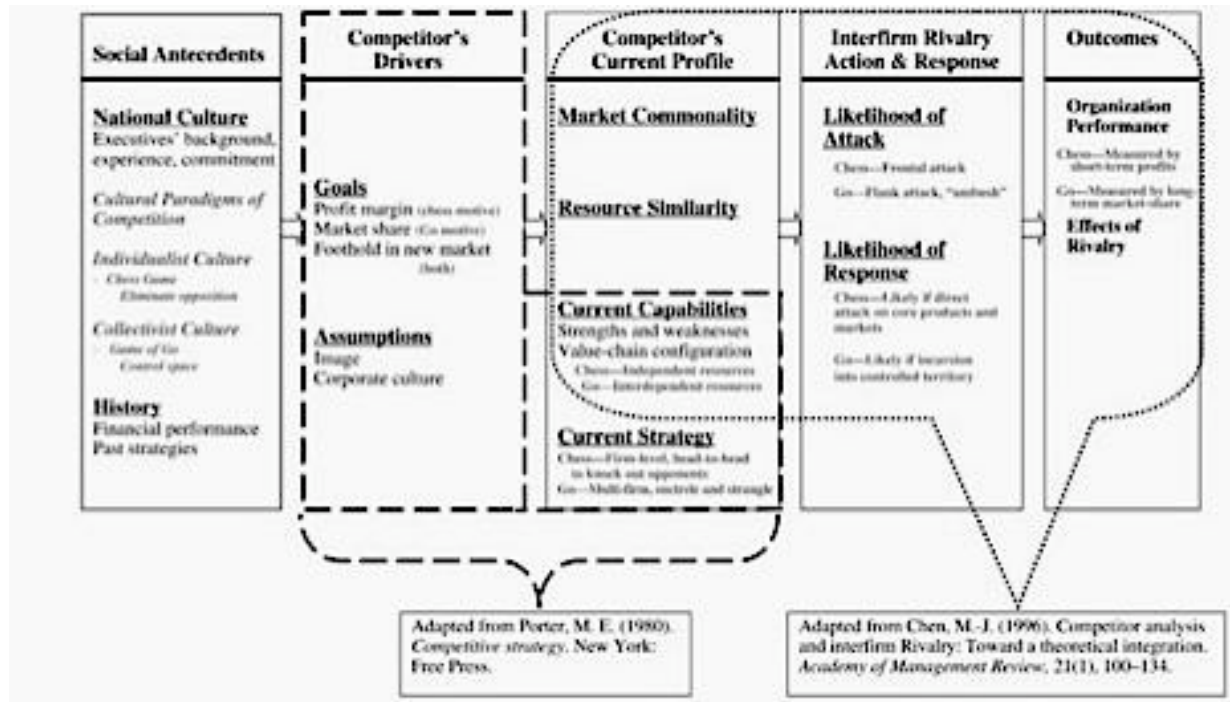 Social Antecedents
National Culture
Executives' background,
experience, commitment
Cultural Paradigms of
Competition
Individualist Culture
- Chess Game
Eliminate opposition
Collectivist Culture
- Game of Go
Control space
History
Financial performance
Past strategies
Competitor's
Drivers
Goals
Profit margin (chess motive)
Market share (Go motive)
Foothold in new market
(both)
Assumptions
Image
Corporate culture
Competitor's
Current Profile
Market Commonality
Resource Similarity
Current Capabilities
Strengths and weaknesses
Value-chain configuration
Chess—Independent resources
Go—Interdependent resources
Current Strategy
Chess—Firm-level, head-to-head
to knock out opponents
Go—Multi-firm, encircle and strangle
Interfirm Rivalry
Action & Response
Likelihood of
Attack
Chess—Frontal attack
Go—Flank attack, "ambush"
Likelihood of
Response
Chess—Likely if direct
attack on core products and
markets
Go—Likely if incursion
into controlled territory
Outcomes
Organization
Performance
Chess—Measured by
short-term profits
Go—Measured by long-
term market-share
Effects of
Rivalry
Adapted from Porter, M. E. (1980).
Competitive strategy. New York:
Free Press.
Adapted from Chen, M.-J. (1996). Competitor analysis
and interfirm Rivalry: Toward a theoretical integration.
Academy of Management Review, 21(1), 100–134.